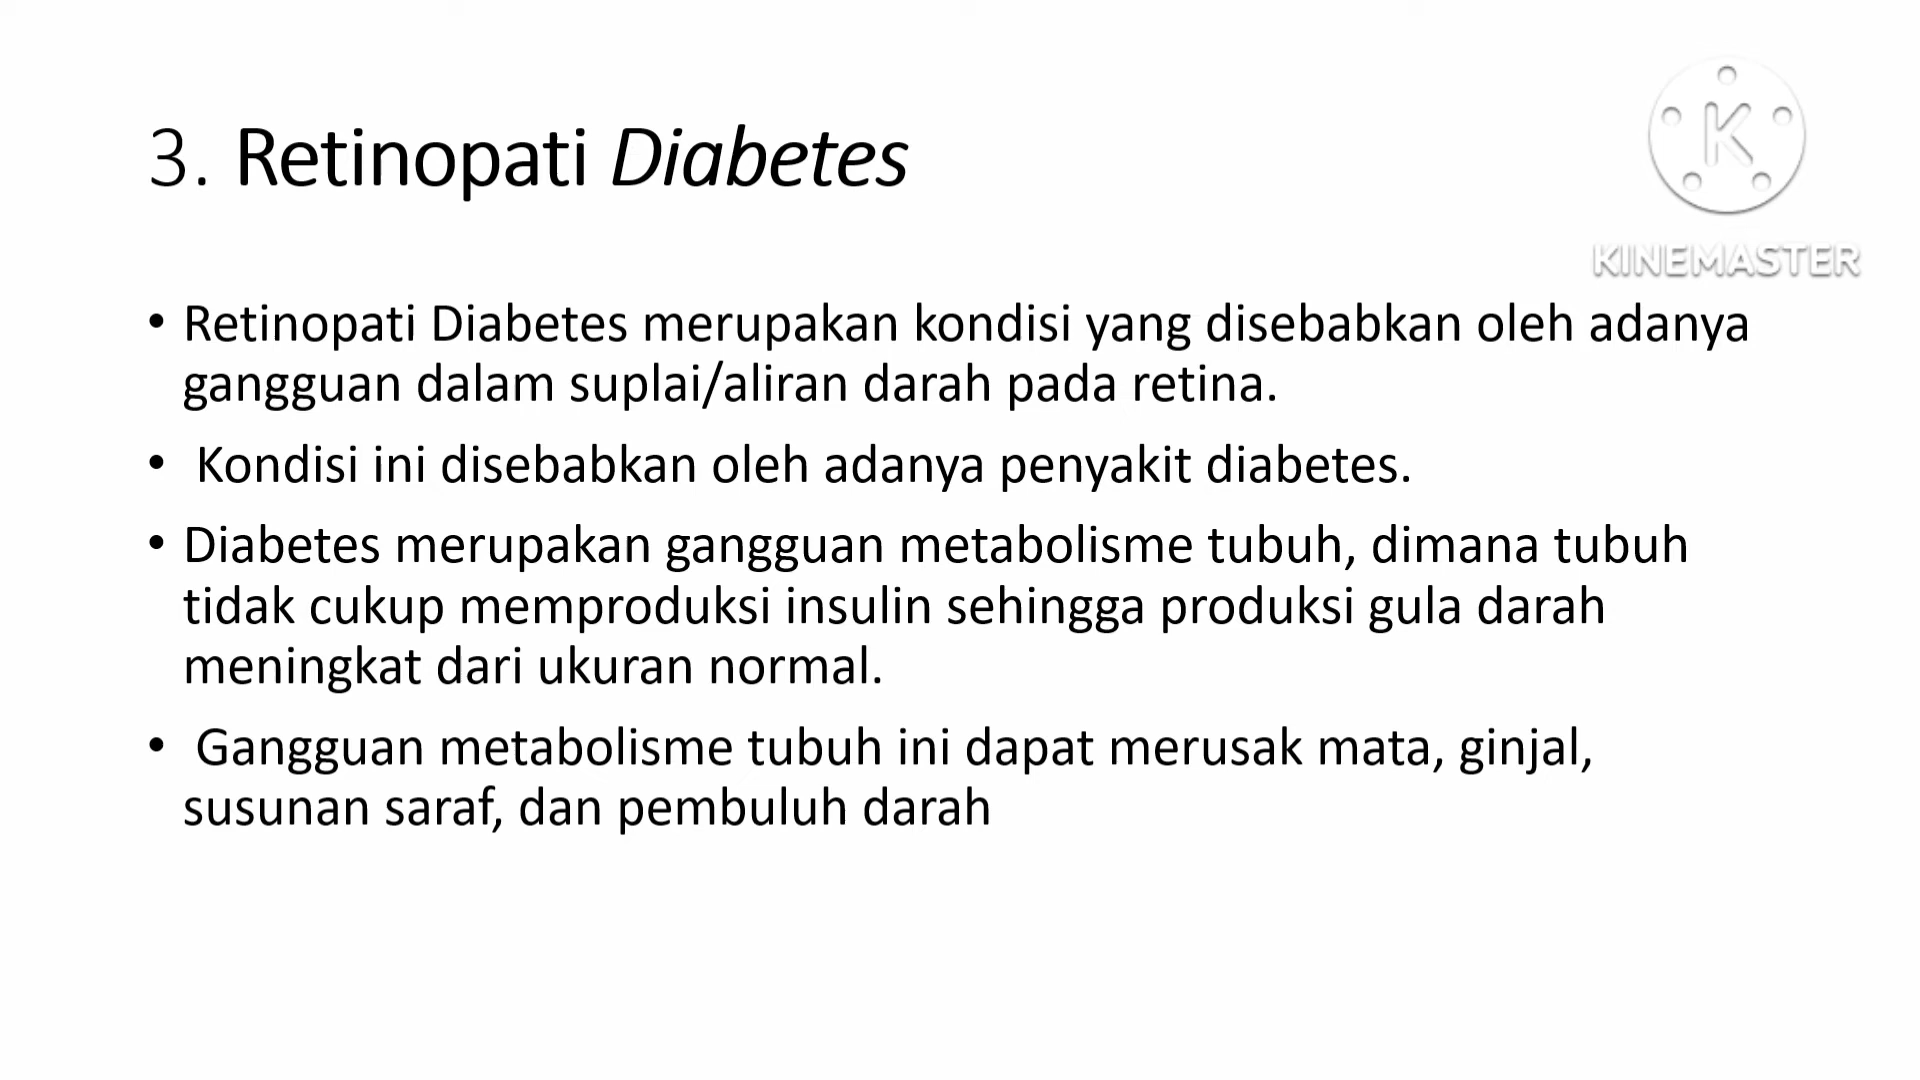 3. Retinopati Diabetes
K
KINEMASTER
• Retinopati Diabetes merupakan kondisi yang disebabkan oleh adanya
gangguan dalam suplai/aliran darah pada retina.
• Kondisi ini disebabkan oleh adanya penyakit diabetes.
• Diabetes merupakan gangguan metabolisme tubuh, dimana tubuh
tidak cukup memproduksi insulin sehingga produksi gula darah
meningkat dari ukuran normal.
• Gangguan metabolisme tubuh ini dapat merusak mata, ginjal,
susunan saraf, dan pembuluh darah